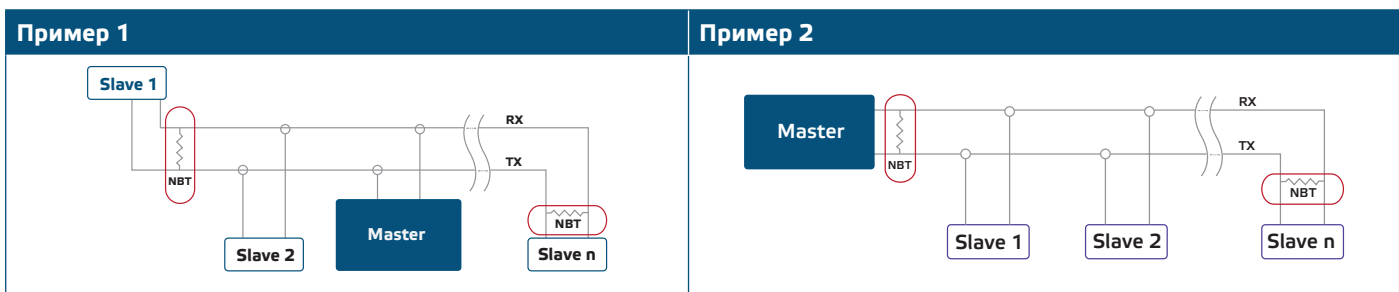 Пример 1
Slave 1
RX
TX
NBT
NBT
Slave 2
Master
Slave n
Пример 2
Master
RX
TX
NBT
NBT
Slave 1
Slave 2
Slave n